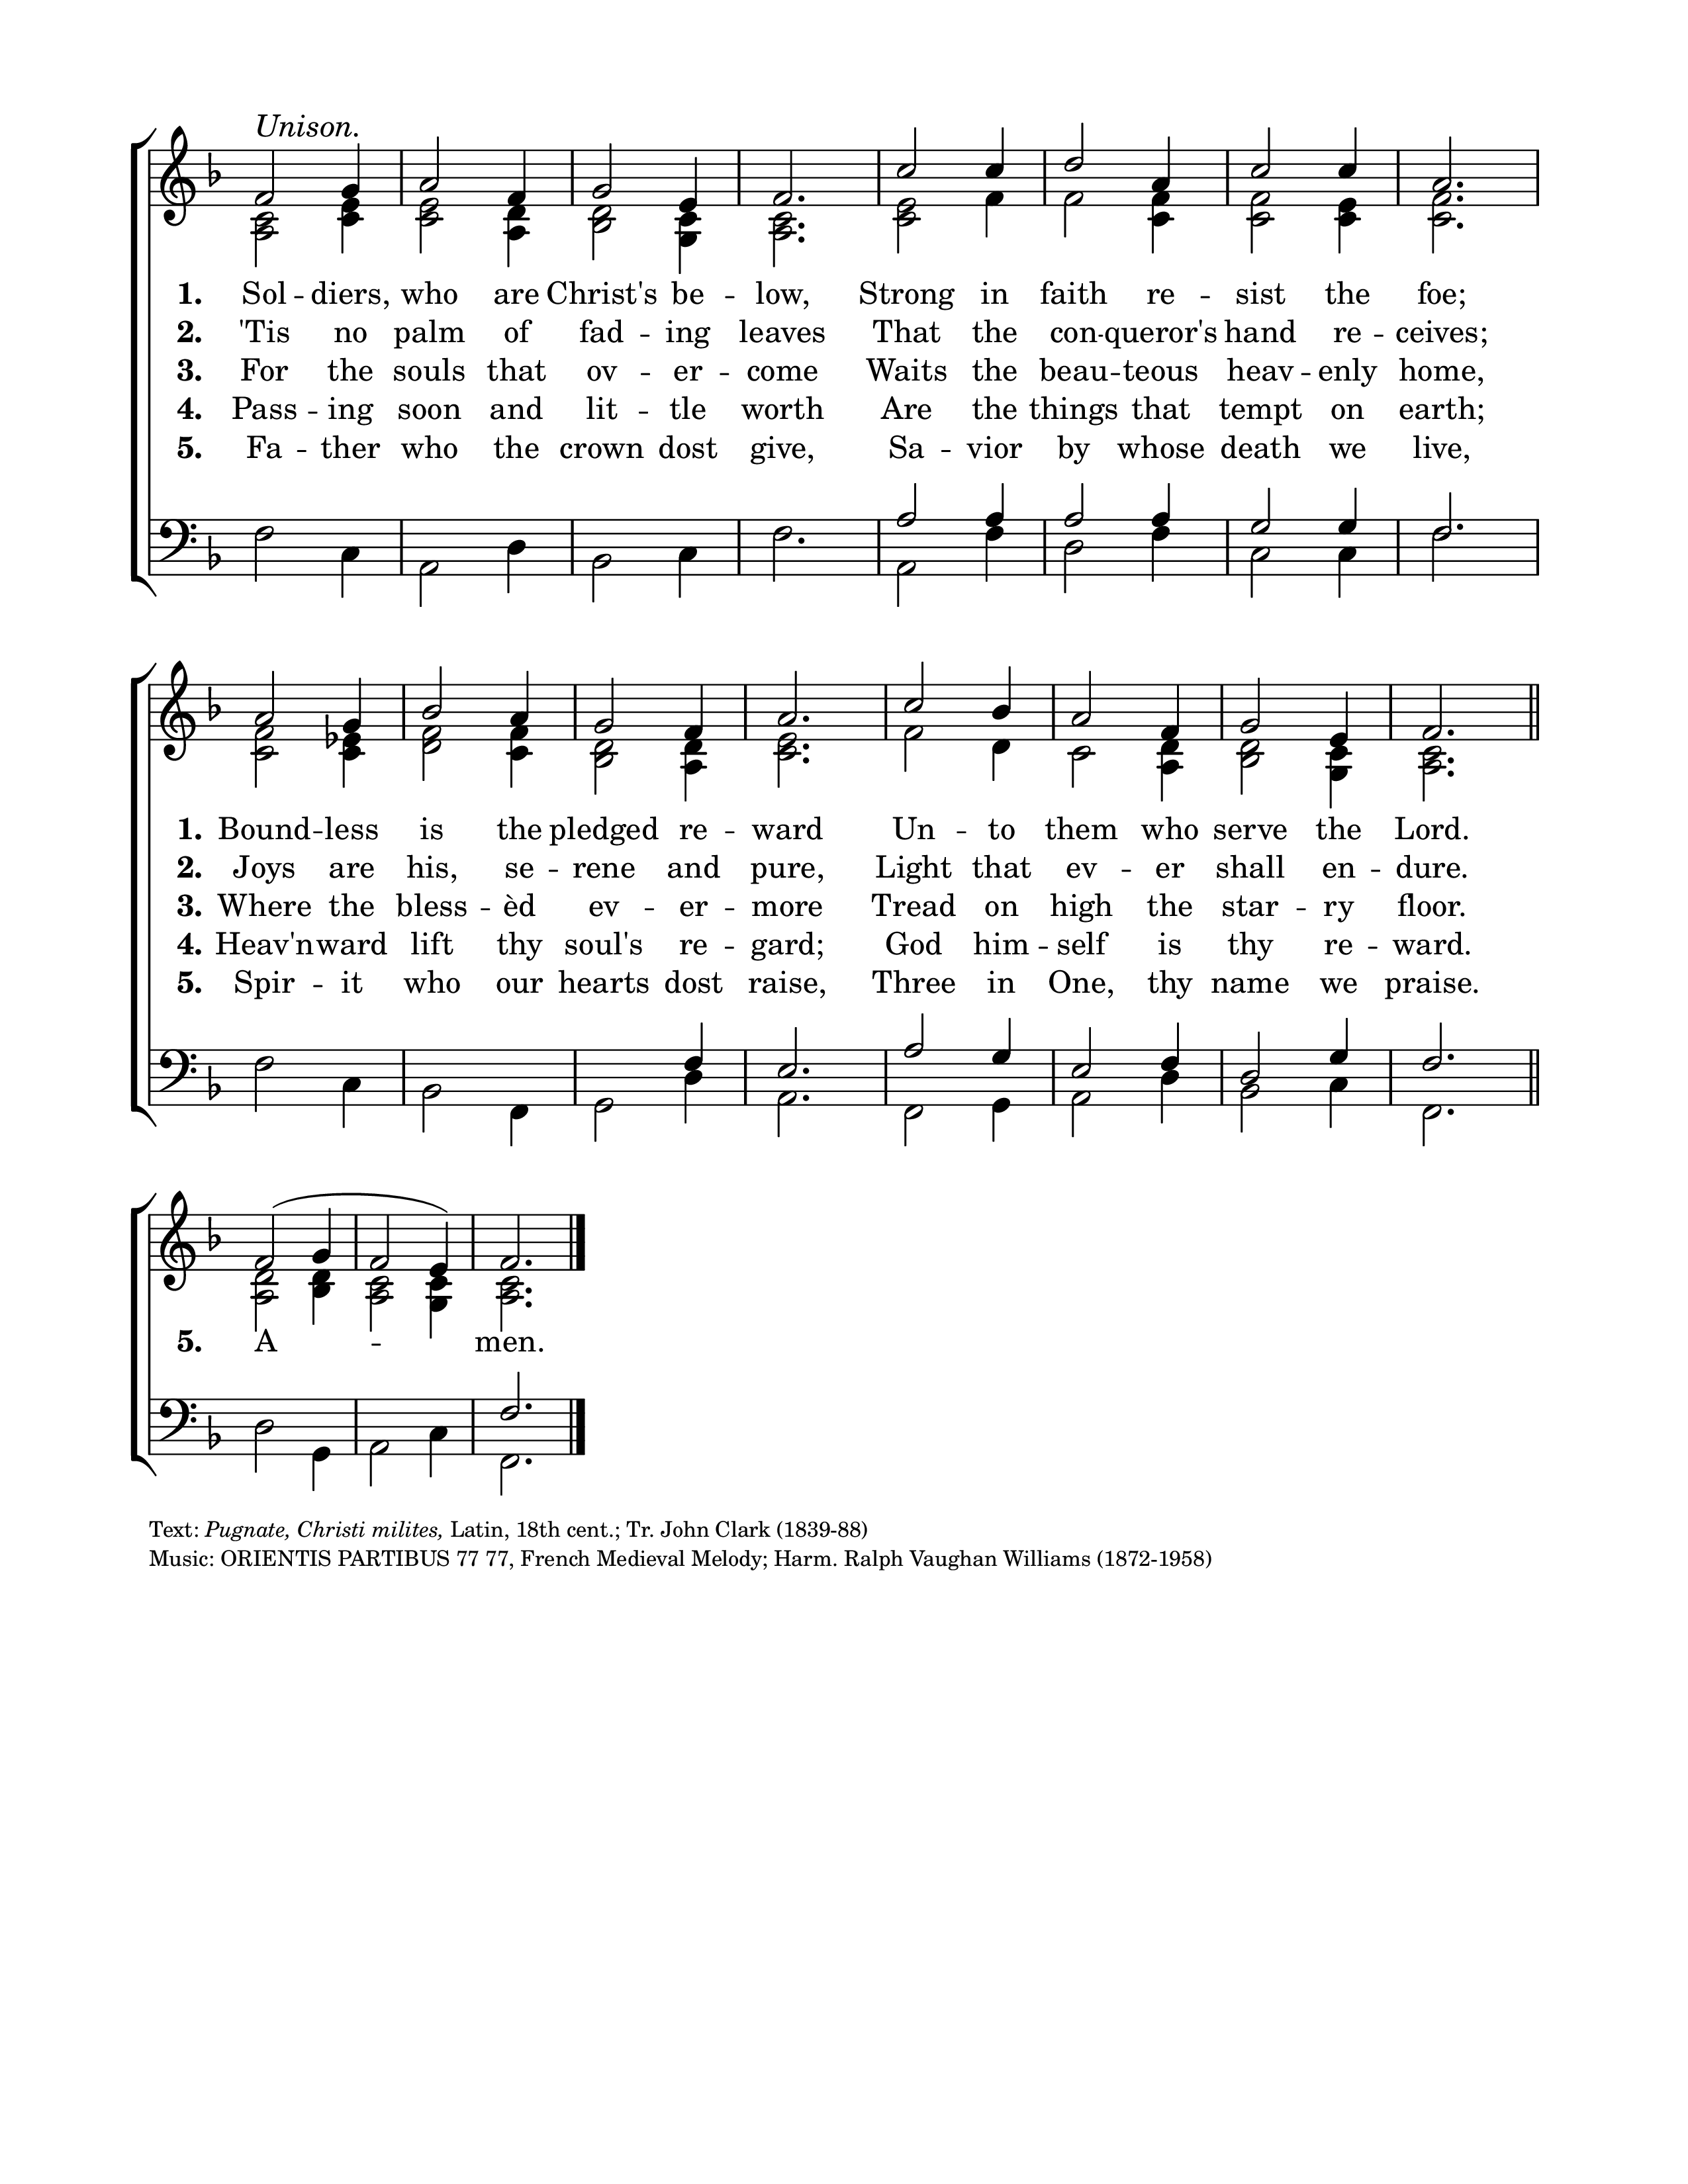 Unison.
1. Sol -- diers, who are Christ's be -- low, Strong in faith re -- sist the foe;
2. 'Tis no palm of fad -- ing leaves That the con -- queror's hand re -- ceives;
3. For the souls that ov -- er -- come Waits the beau -- teous heav -- enly home,
4. Pass -- ing soon and lit -- tle worth Are the things that tempt on earth;
5. Fa -- ther who the crown dost give, Sa -- vior by whose death we live,
1. Bound -- less is the pledged re -- ward Un -- to them who serve the Lord.
2. Joys are his, se -- rene and pure, Light that ev -- er shall en -- dure.
3. Where the bless -- èd ev -- er -- more Tread on high the star -- ry floor.
4. Heav'n -- ward lift thy soul's re -- gard; God him -- self is thy re -- ward.
5. Spir -- it who our hearts dost raise, Three in One, thy name we praise.
5. A -- men.
Text: Pugnate, Christi milites, Latin, 18th cent.; Tr. John Clark (1839-88)
Music: ORIENTIS PARTIBUS 77 77, French Medieval Melody; Harm. Ralph Vaughan Williams (1872-1958)